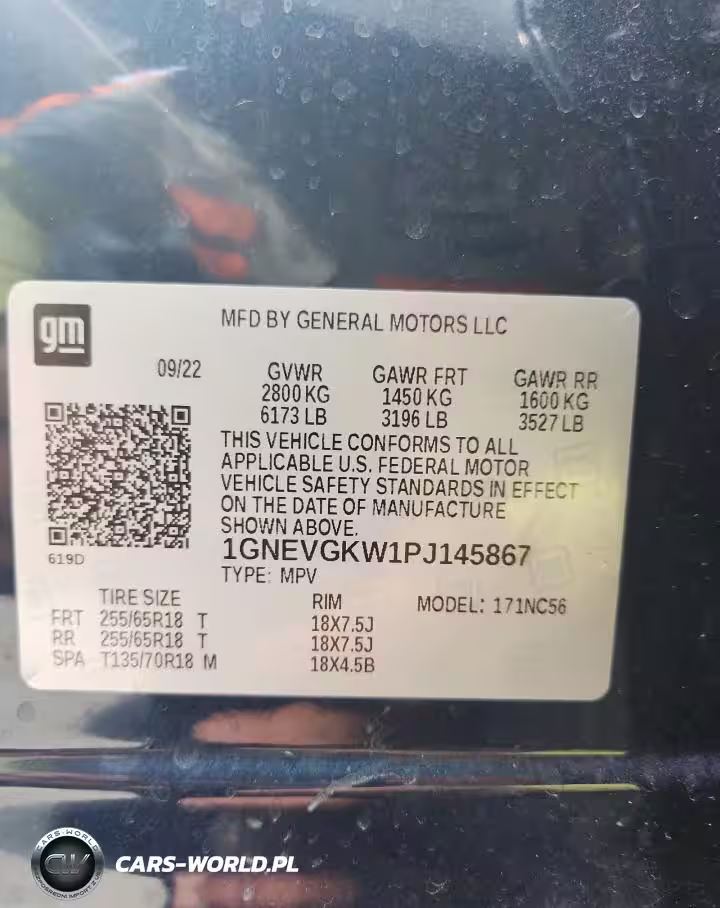 gm
MFD BY GENERAL MOTORS LLC
09/22
GVWR GAWR FRT GAWR RR
2800 KG 1450 KG 1600 KG
6173 LB 3196 LB 3527 LB
THIS VEHICLE CONFORMS TO ALL
APPLICABLE U.S. FEDERAL MOTOR
VEHICLE SAFETY STANDARDS IN EFFECT
ON THE DATE OF MANUFACTURE
SHOWN ABOVE.
619D
1GNEVGKW1PJ145867
TYPE: MPV
TIRE SIZE RIM MODEL: 171NC56
FRT 255/65R18 T 18X7.5J
RR 255/65R18 T 18X7.5J
SPA T135/70R18 M 18X4.5B
CARS-WORLD
CW
CARS-WORLD.PL